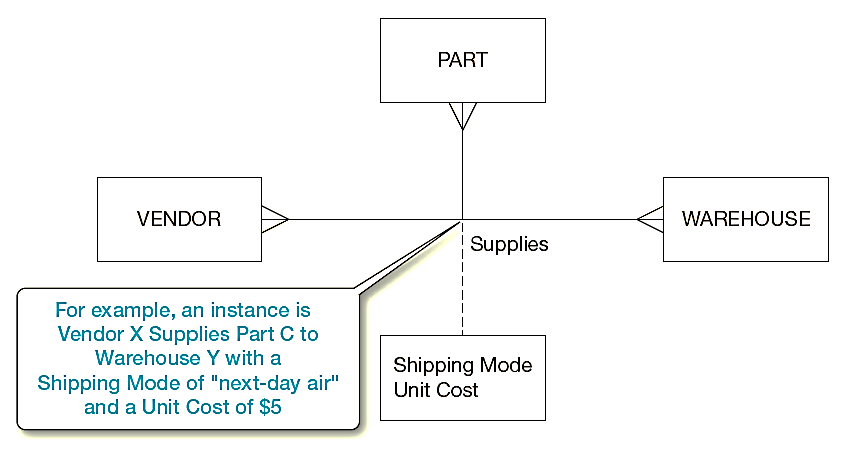 PART
VENDOR
WAREHOUSE
Supplies
For example, an instance is
Vendor X Supplies Part C to
Warehouse Y with a
Shipping Mode of "next-day air"
and a Unit Cost of $5
Shipping Mode
Unit Cost